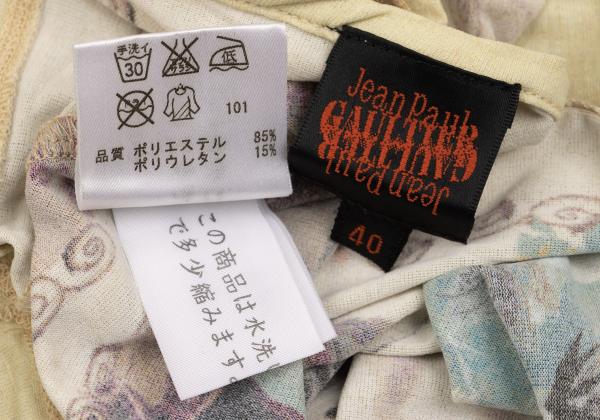 手洗イ
30
低
101
品質 ポリエステル 85%
ポリウレタン 15%
この商品は水洗い
で多少縮みます。
Jean Paul
GAULTIER
GAULTIER
Jean Paul
40